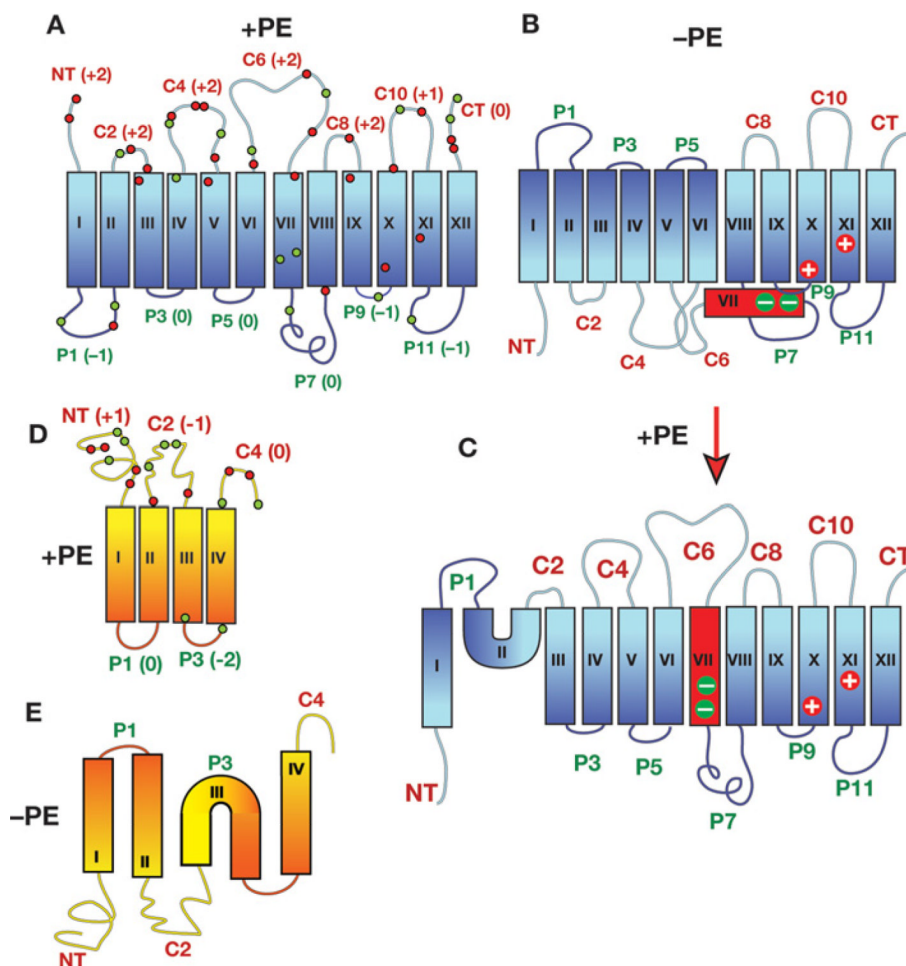 A
+PE
NT (+2)
C2 (+2)
C4 (+2)
C6 (+2)
C8 (+2)
C10 (+1)
CT (0)
I II III IV V VI VII VIII IX X XI XII
P1 (−1)
P3 (0)
P5 (0)
P7 (0)
P9 (−1)
P11 (−1)
B
−PE
P1
P3
P5
C8
C10
CT
I II III IV V VI VIII IX X XI XII
+
+
VII
− −
P9
NT
C2
C4
C6
P7
P11
+PE
C
P1
C2
C4
C6
C8
C10
CT
I II III IV V VI VII VIII IX X XI XII
−
−
+
+
NT
P3
P5
P7
P9
P11
D
NT (+1)
C2 (-1)
C4 (0)
+PE
I II III IV
P1 (0)
P3 (-2)
E
−PE
P1
P3
C4
I II III IV
NT
C2